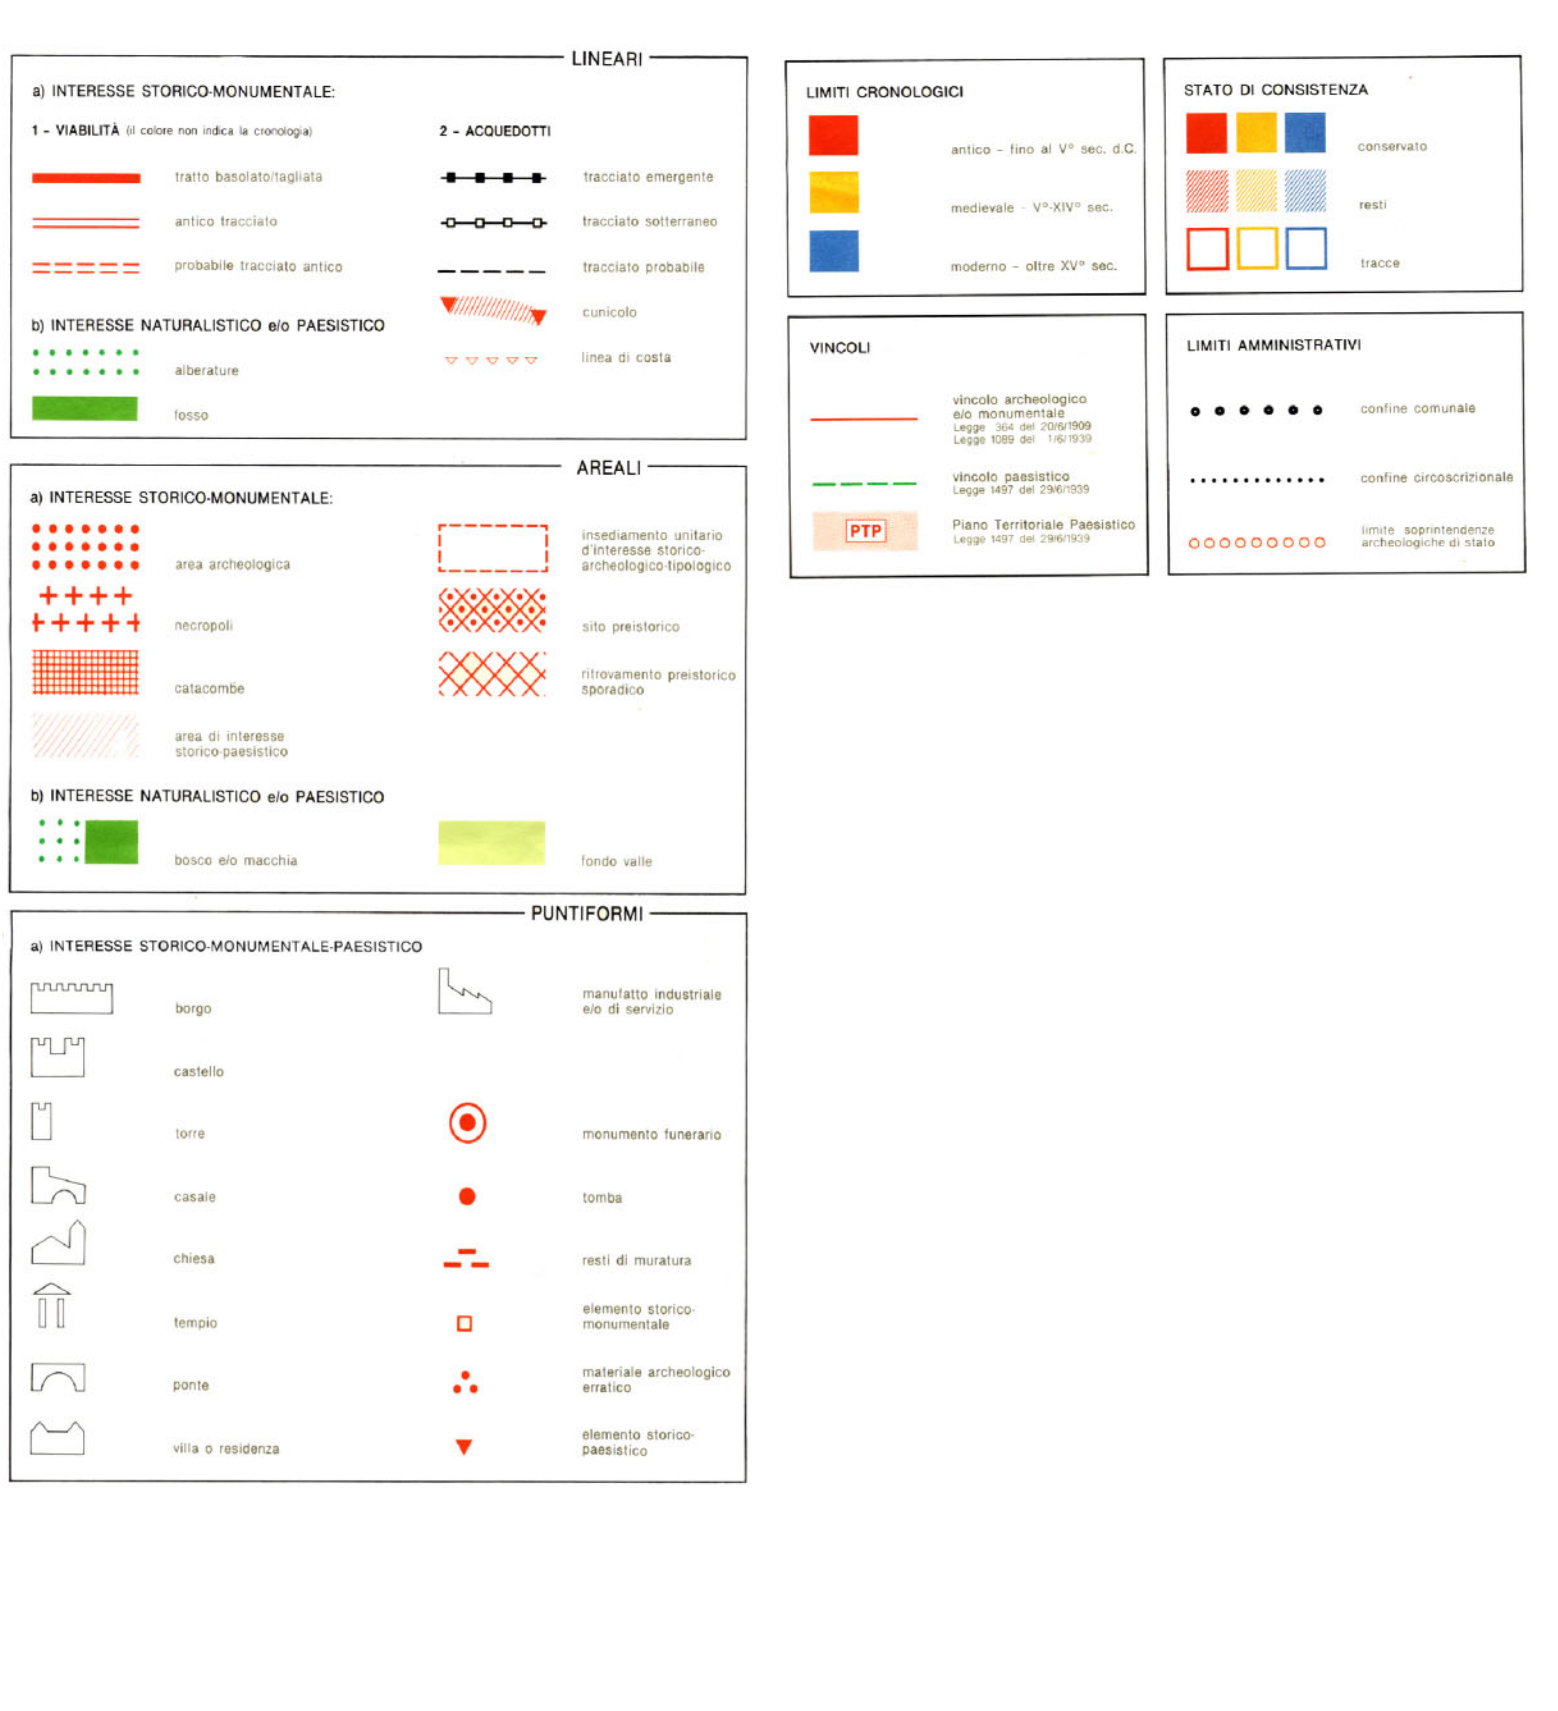 LINEARI
a) INTERESSE STORICO-MONUMENTALE:
1 - VIABILITÀ (il colore non indica la cronologia)
tratto basolato/tagliata
antico tracciato
probabile tracciato antico
2 - ACQUEDOTTI
tracciato emergente
tracciato sotterraneo
tracciato probabile
cunicolo
linea di costa
b) INTERESSE NATURALISTICO e/o PAESISTICO
alberature
fosso
AREALI
a) INTERESSE STORICO-MONUMENTALE:
area archeologica
necropoli
catacombe
area di interesse
storico-paesistico
insediamento unitario
d'interesse storico-
archeologico-tipologico
sito preistorico
ritrovamento preistorico
sporadico
b) INTERESSE NATURALISTICO e/o PAESISTICO
bosco e/o macchia
fondo valle
PUNTIFORMI
a) INTERESSE STORICO-MONUMENTALE-PAESISTICO
borgo
castello
torre
casale
chiesa
tempio
ponte
villa o residenza
manufatto industriale
e/o di servizio
monumento funerario
tomba
resti di muratura
elemento storico-
monumentale
materiale archeologico
erratico
elemento storico-
paesistico
LIMITI CRONOLOGICI
antico - fino al V° sec. d.C.
medievale - V°-XIV° sec.
moderno - oltre XV° sec.
STATO DI CONSISTENZA
conservato
resti
tracce
VINCOLI
vincolo archeologico
e/o monumentale
Legge 364 del 20/6/1909
Legge 1089 del 1/6/1939
vincolo paesistico
Legge 1497 del 29/6/1939
PTP
Piano Territoriale Paesistico
Legge 1497 del 29/6/1939
LIMITI AMMINISTRATIVI
confine comunale
confine circoscrizionale
limite soprintendenze
archeologiche di stato